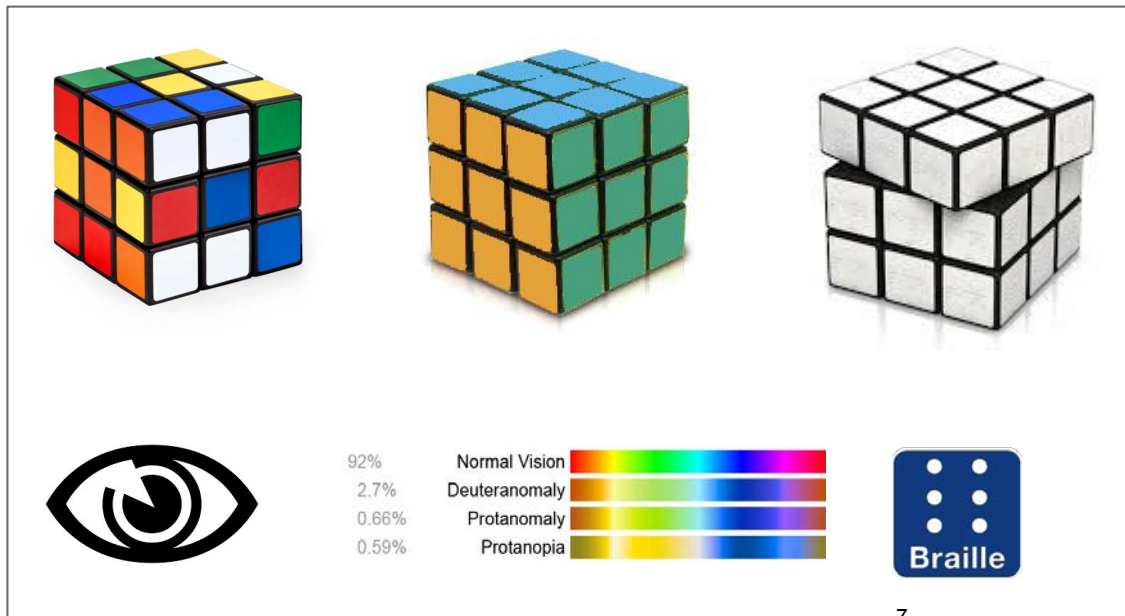 92% Normal Vision
2.7% Deuteranomaly
0.66% Protanomaly
0.59% Protanopia
Braille
7